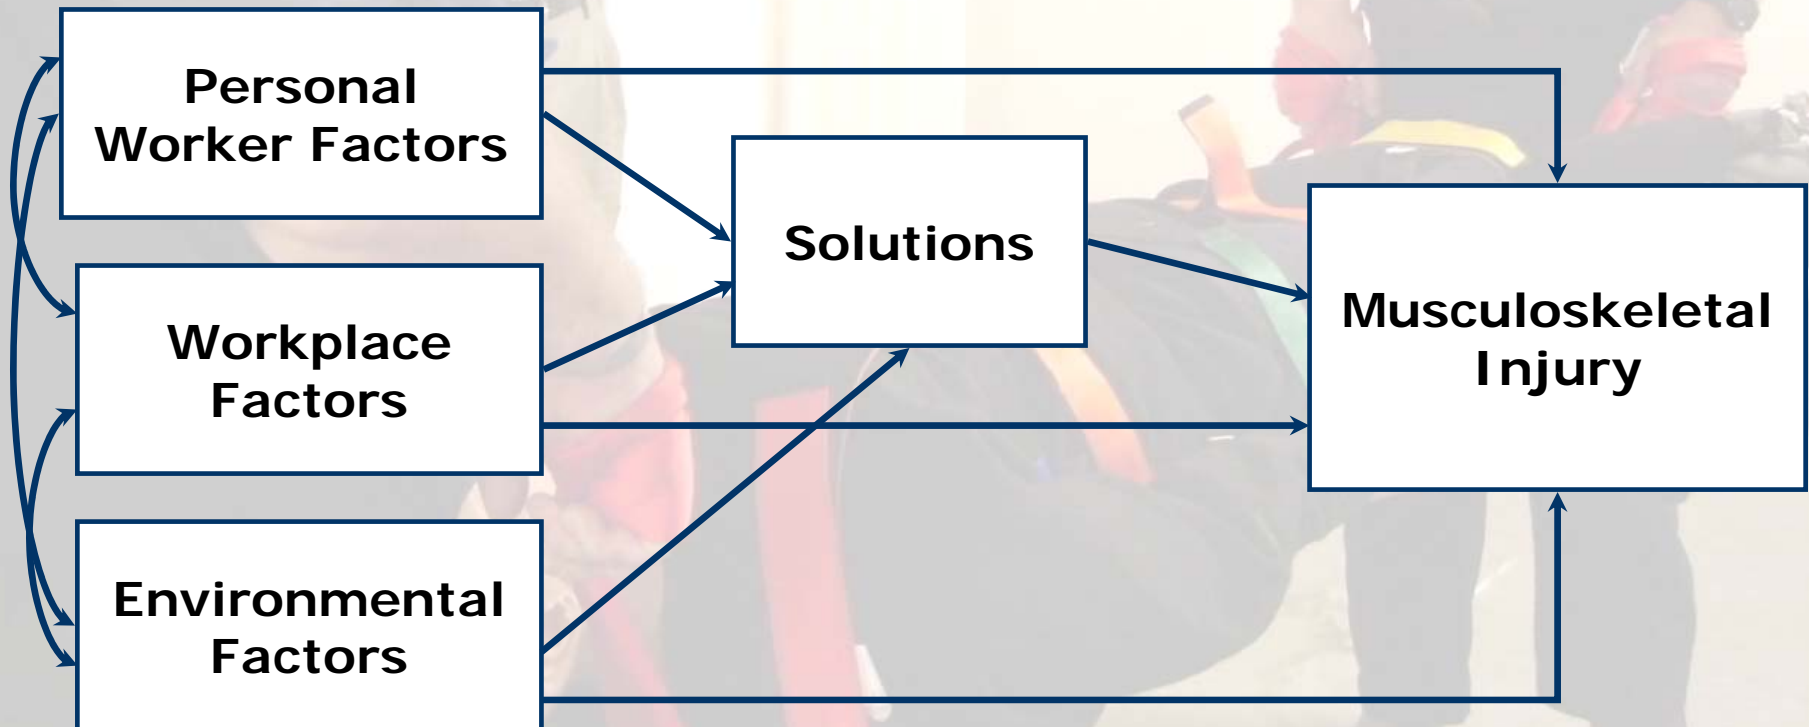 Personal
Worker Factors
Solutions
Musculoskeletal
Injury
Workplace
Factors
Environmental
Factors